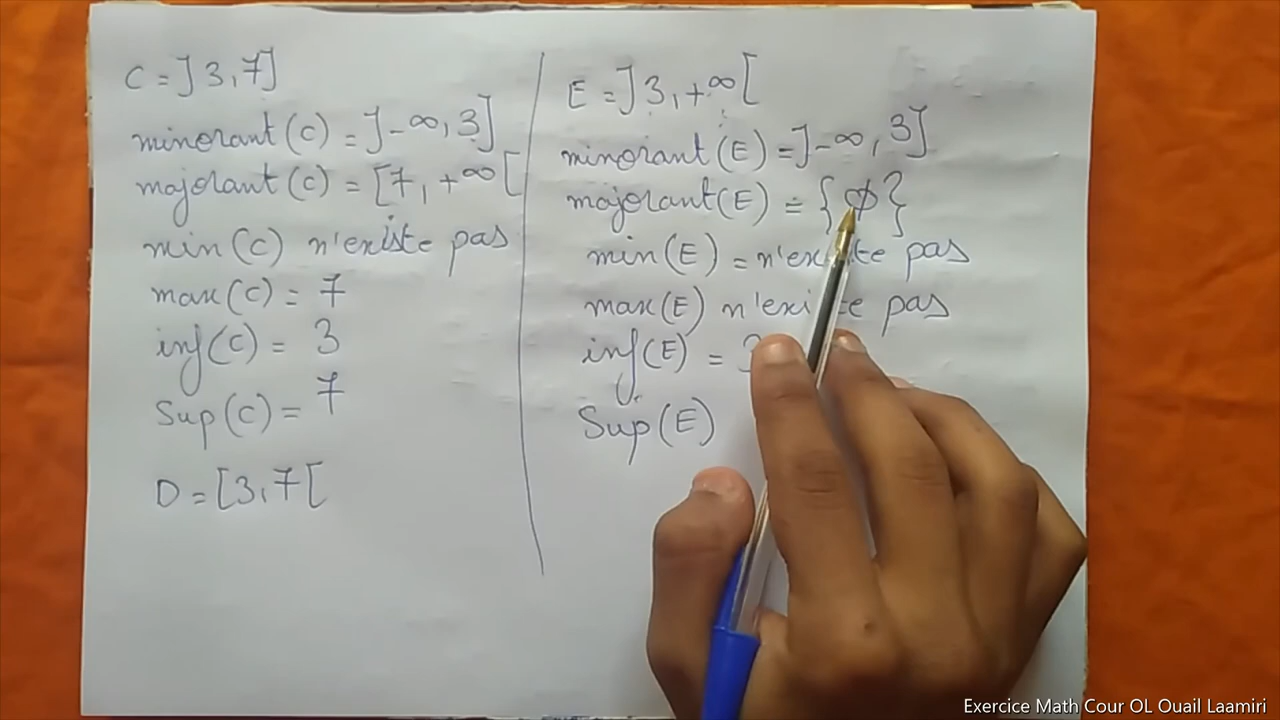 C = ]3,7]
minorant(C) = ]-∞, 3]
majorant(C) = [7, +∞[
min(C) n'existe pas
max(C) = 7
inf(C) = 3
Sup(C) = 7
D = [3,7[
E = ]3, +∞[
minorant(E) = ]-∞, 3]
majorant(E) = {ϕ}
min(E) = n'existe pas
max(E) n'existe pas
inf(E) =
Sup(E)
Exercice Math Cour OL Ouail Laamiri